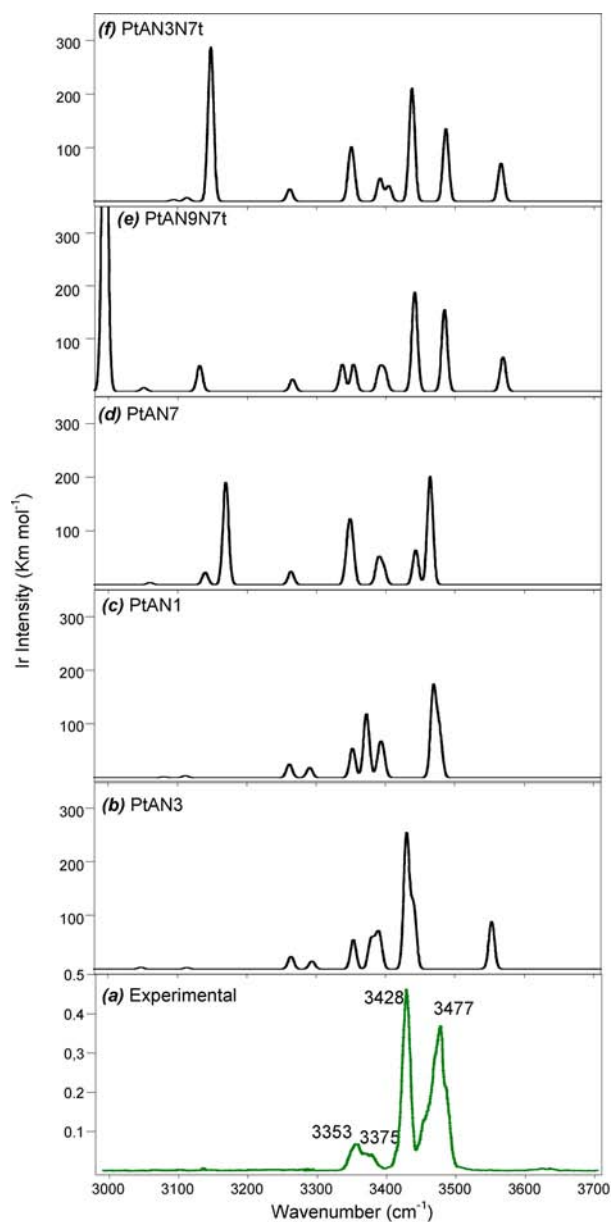 (f) PtAN3N7t
300
200
100
(e) PtAN9N7t
300
200
100
(d) PtAN7
300
200
100
(c) PtAN1
300
200
100
(b) PtAN3
300
200
100
0.5
(a) Experimental
0.4
0,3
0.2
0.1
3428
3477
3353
3375
3000 3100 3200 3300 3400 3500 3600 3700
Wavenumber (cm-1)
Ir Intensity (Km mol-1)